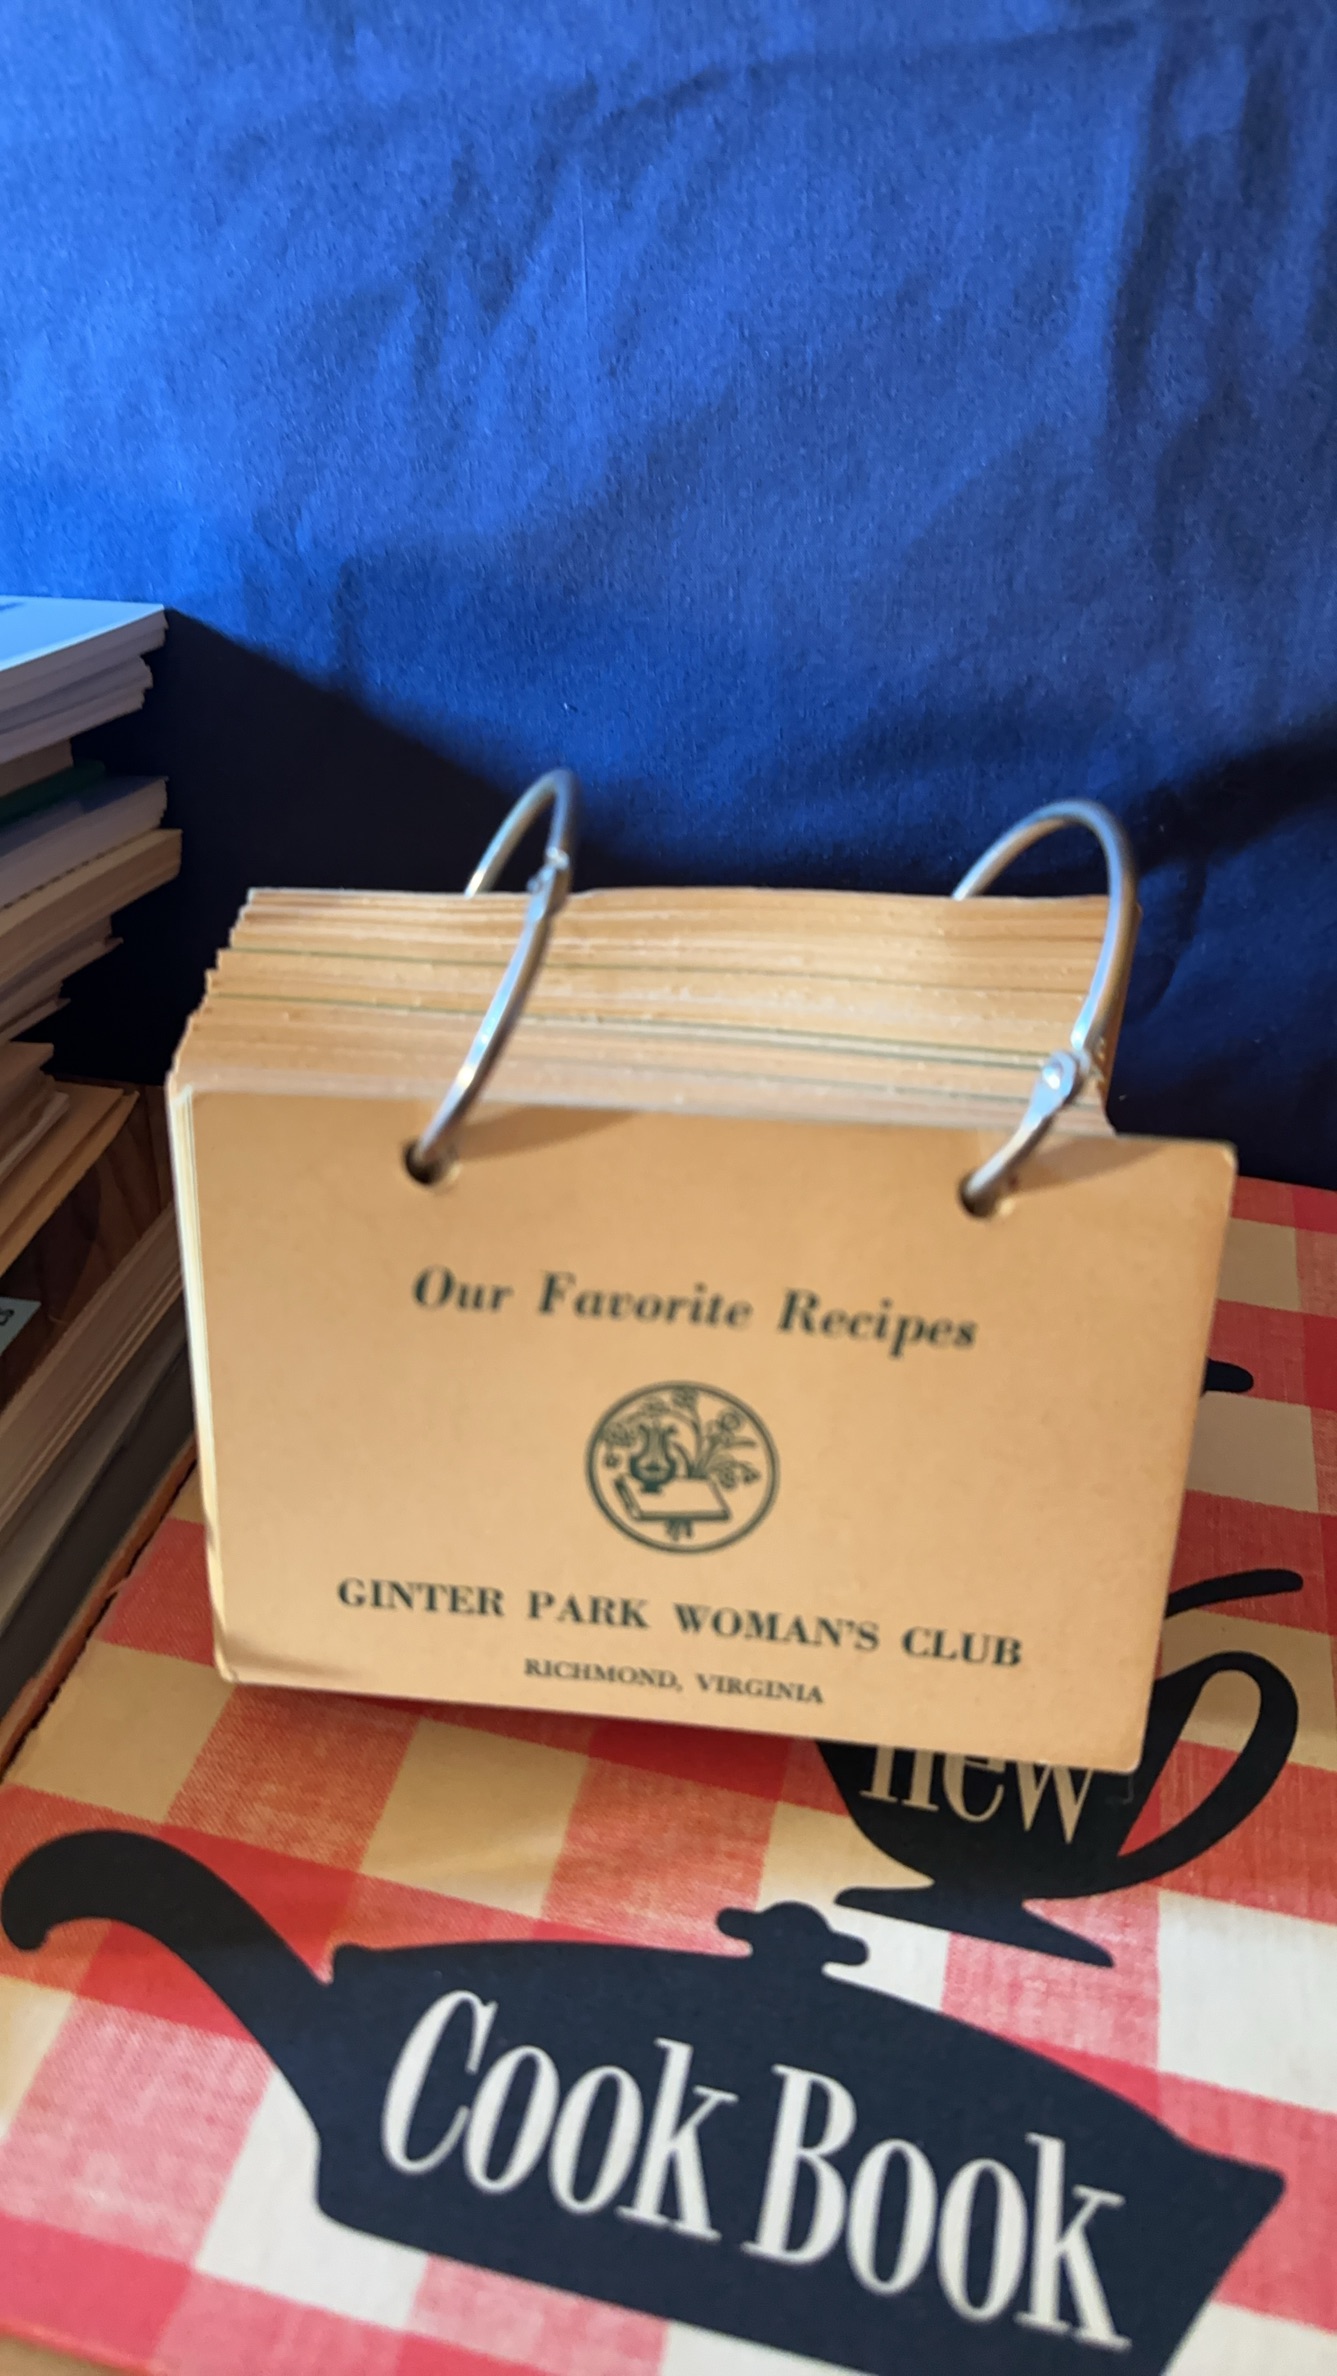 Our Favorite Recipes
GINTER PARK WOMAN'S CLUB
RICHMOND, VIRGINIA
new
Cook Book